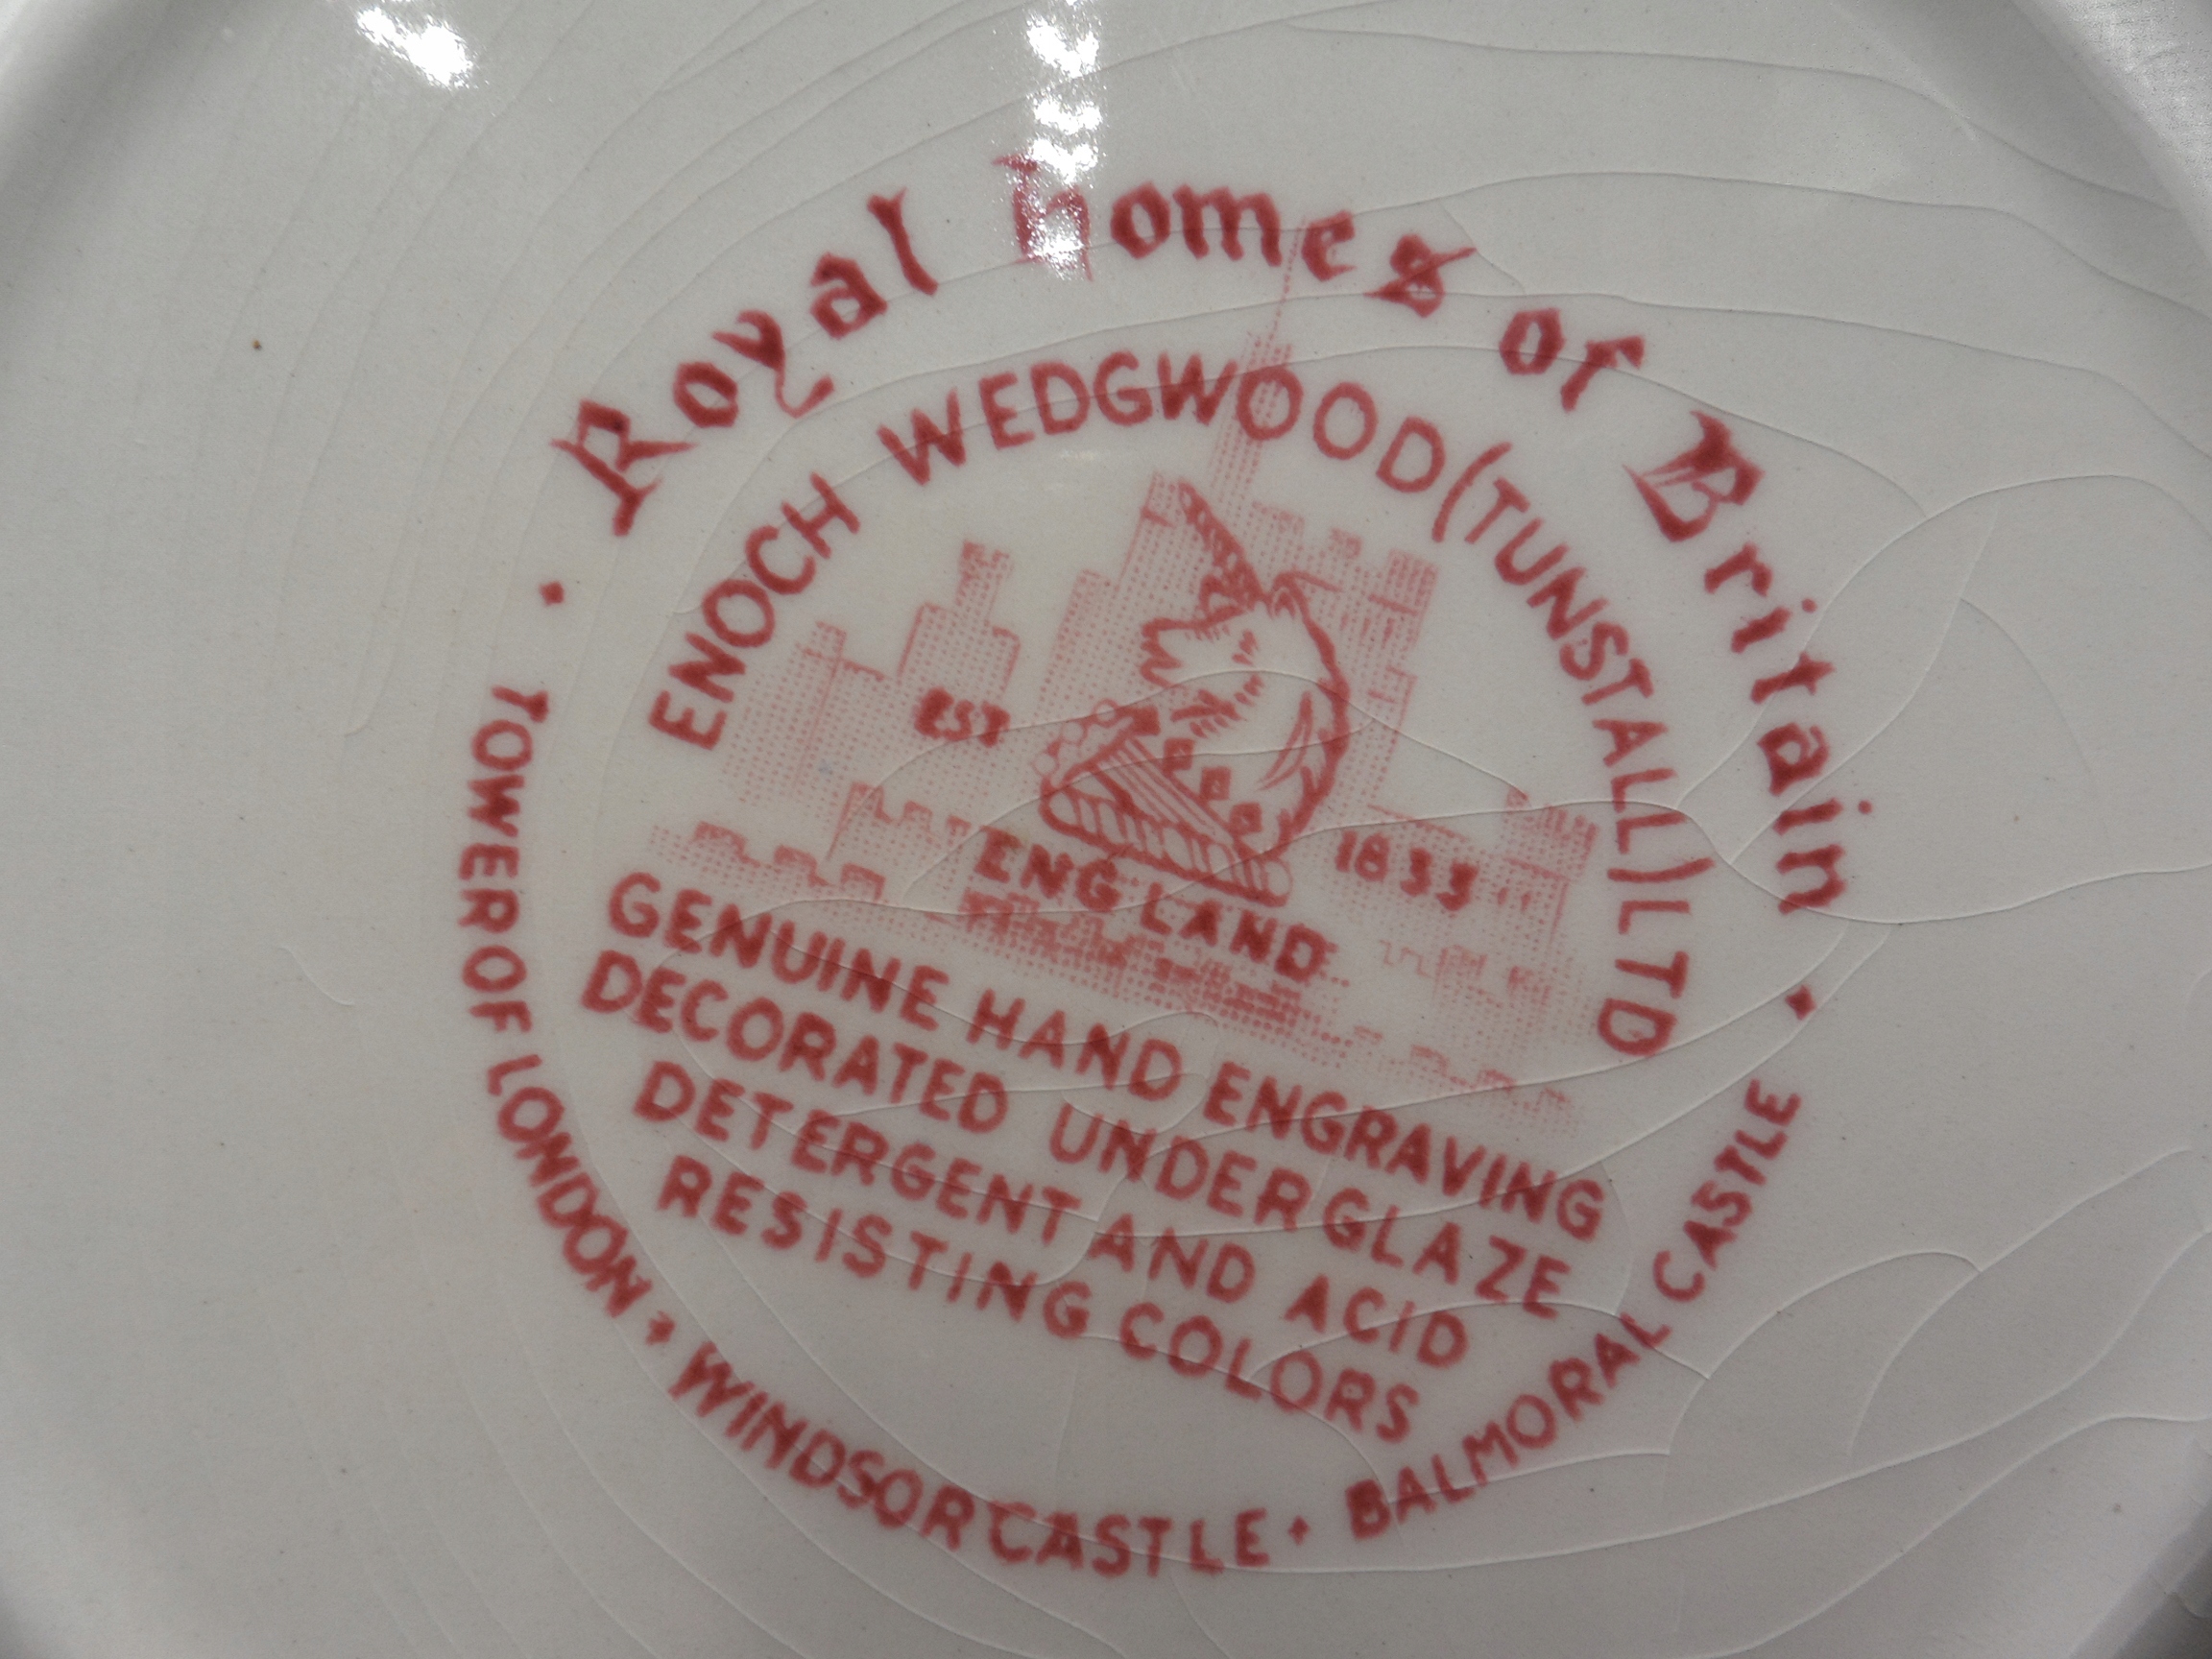 Royal homes of Britain
ENOCH WEDGWOOD (TUNSTALL) LTD
EST 1835
ENGLAND
GENUINE HAND ENGRAVING
DECORATED UNDERGLAZE
DETERGENT AND ACID
RESISTING COLORS
TOWER OF LONDON · WINDSOR CASTLE · BALMORAL CASTLE